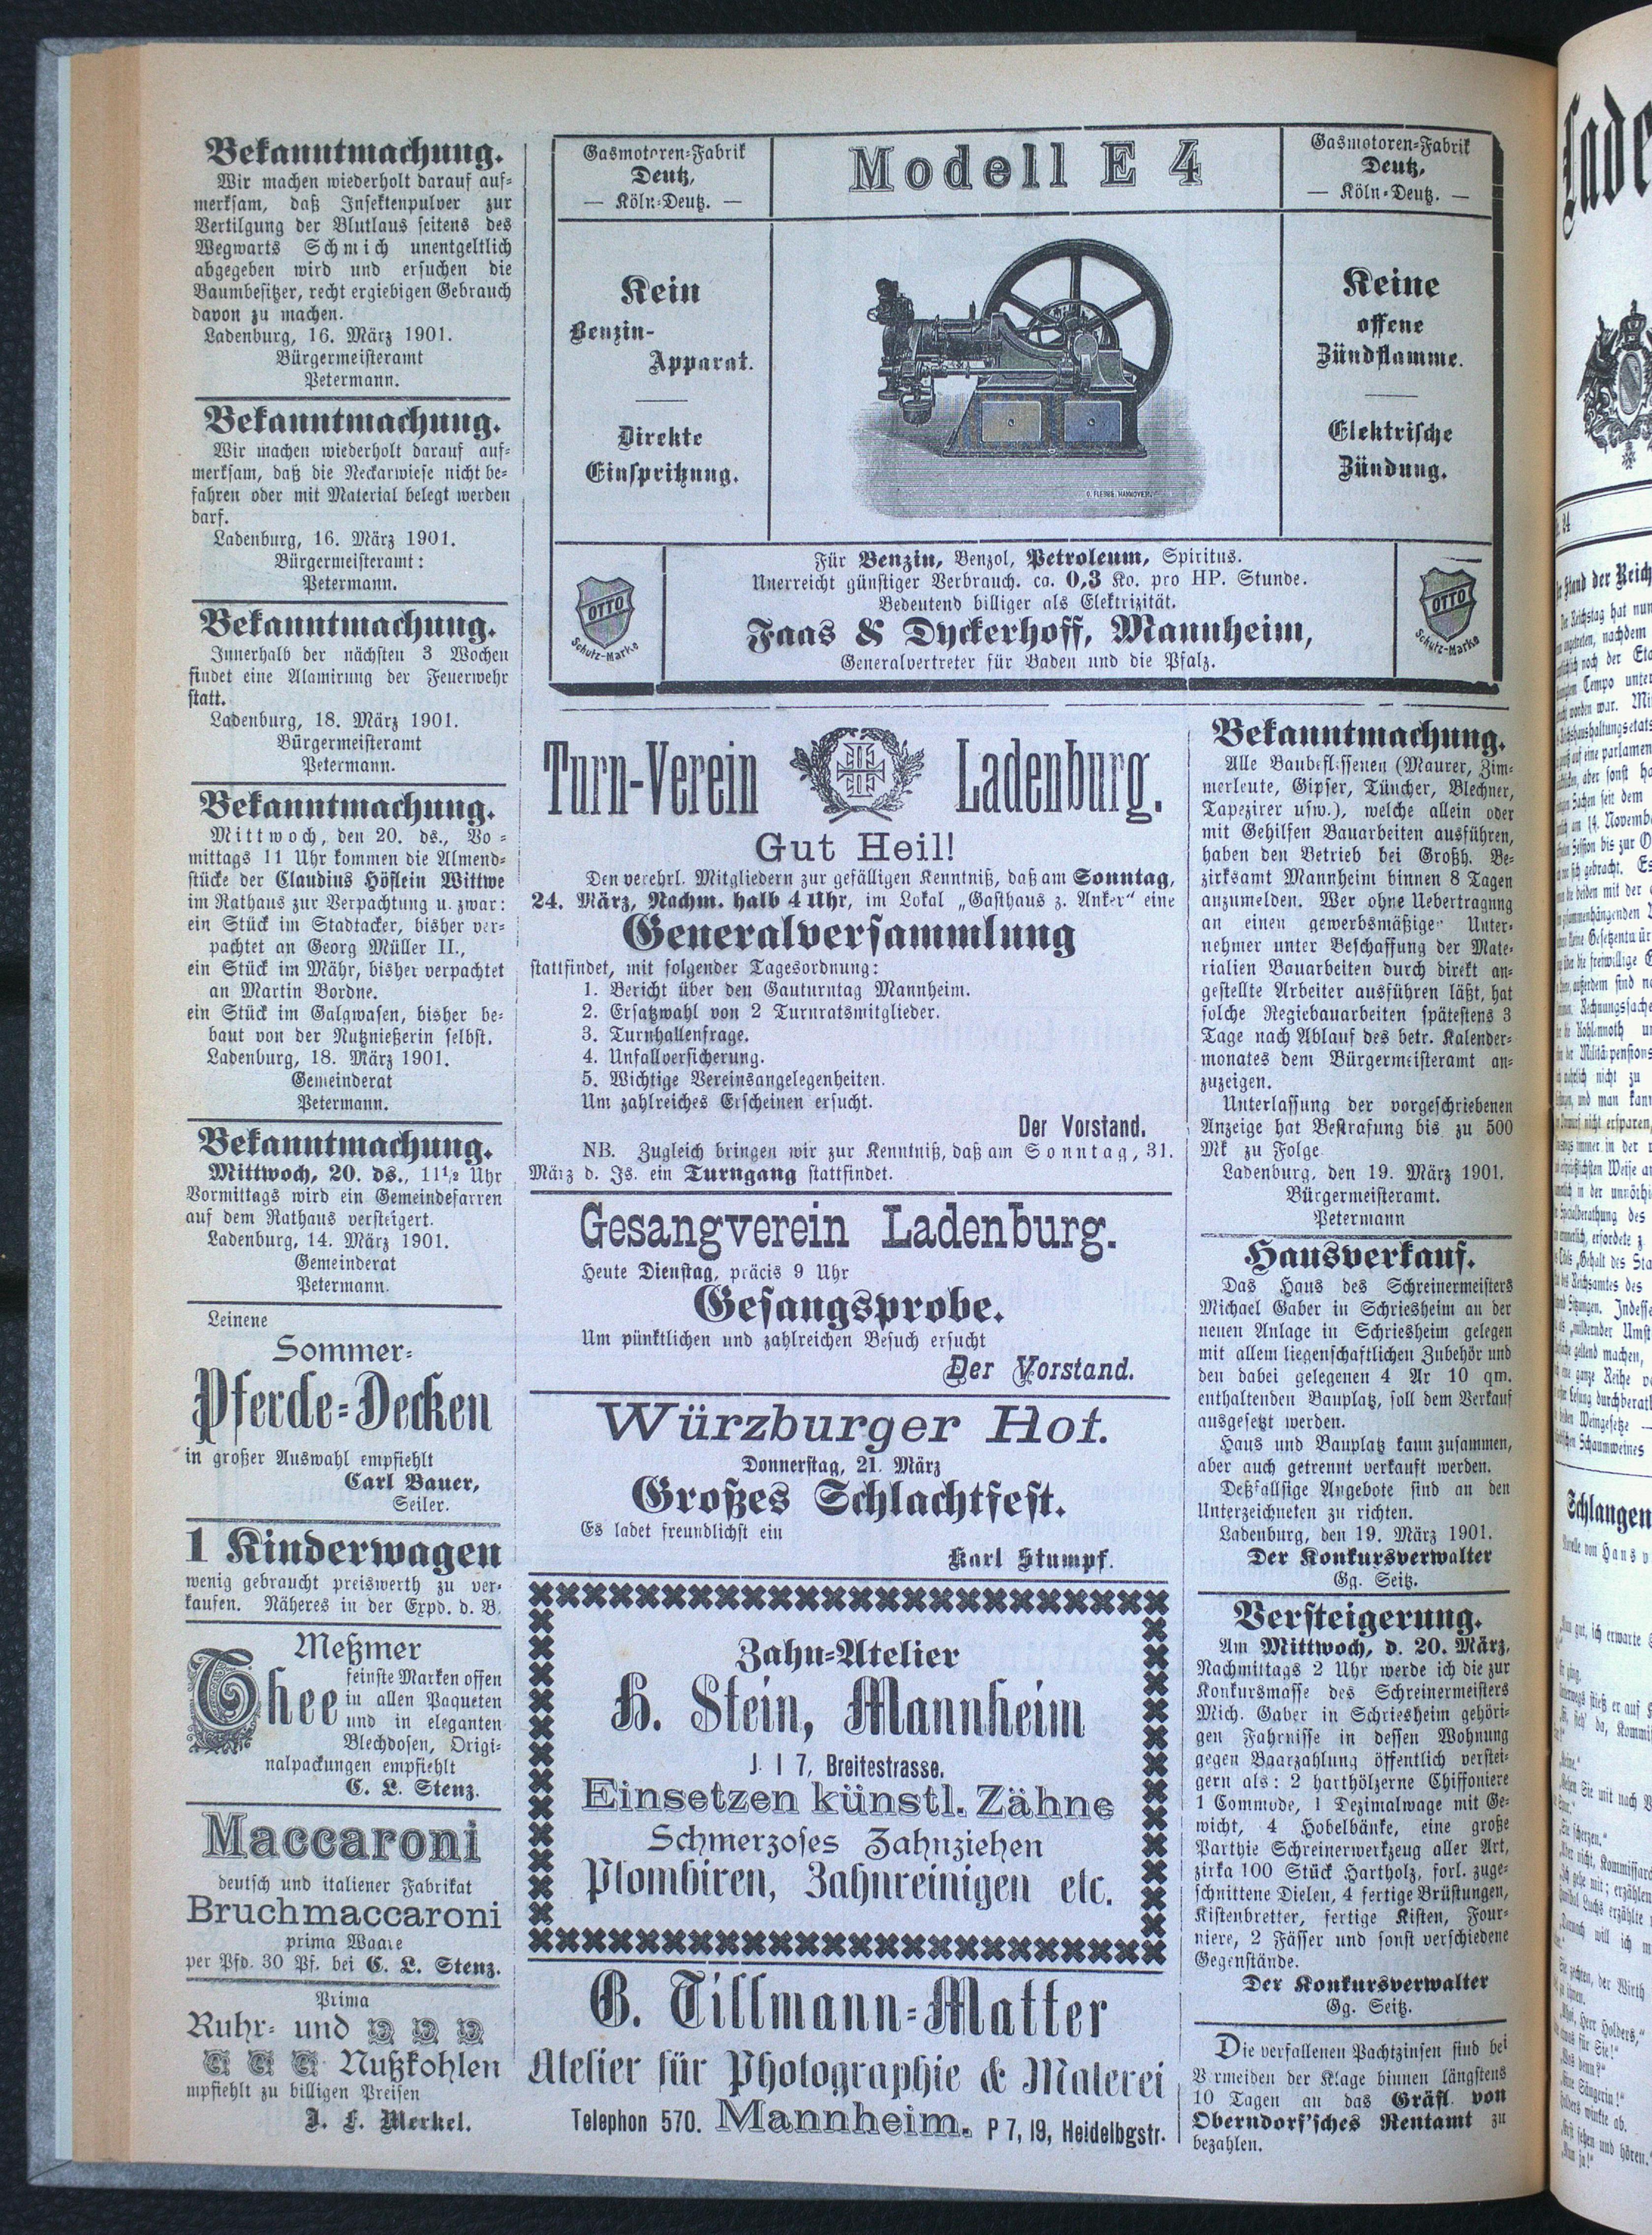 Bekanntmachung.
Wir machen wiederholt darauf auf-
merksam, daß Insektenpulver zur
Vertilgung der Blutlaus seitens des
Wegwarts Schmich unentgeltlich
abgegeben wird und ersuchen die
Baumbesitzer, recht ergiebigen Gebrauch
davon zu machen.
Ladenburg, 16. März 1901.
Bürgermeisteramt
Petermann.
Bekanntmachung.
Wir machen wiederholt darauf auf-
merksam, daß die Neckarwiese nicht be-
fahren oder mit Material belegt werden
darf.
Ladenburg, 16. März 1901.
Bürgermeisteramt:
Petermann.
Bekanntmachung.
Innerhalb der nächsten 3 Wochen
findet eine Alamirung der Feuerwehr
statt.
Ladenburg, 18. März 1901.
Bürgermeisteramt
Petermann.
Bekanntmachung.
Mittwoch, den 20. ds., Vo-
mittags 11 Uhr kommen die Almend-
stücke der Claudius Höflein Wittwe
im Rathaus zur Verpachtung u. zwar:
ein Stück im Stadtacker, bisher ver-
pachtet an Georg Müller II.,
ein Stück im Mähr, bisher verpachtet
an Martin Bordne.
ein Stück im Galgwasen, bisher be-
baut von der Nutznießerin selbst.
Ladenburg, 18. März 1901.
Gemeinderat
Petermann.
Bekanntmachung.
Mittwoch, 20. ds., 11½ Uhr
Vormittags wird ein Gemeindefarren
auf dem Rathaus versteigert.
Ladenburg, 14. März 1901.
Gemeinderat
Petermann.
Leinene
Sommer-
Pferde-Decken
in großer Auswahl empfiehlt
Carl Bauer,
Seiler.
1 Kinderwagen
wenig gebraucht preiswerth zu ver-
kaufen. Näheres in der Expd. d. B.
Meßmer
Thee
feinste Marken offen
in allen Paqueten
und in eleganten
Blechdosen, Origi-
nalpackungen empfiehlt
C. L. Stenz.
Maccaroni
deutsch und italiener Fabrikat
Bruchmaccaroni
prima Waare
per Pfd. 30 Pf. bei C. L. Stenz.
Prima
Ruhr- und
Nußkohlen
mpfiehlt zu billigen Preisen
J. F. Merkel.
Gasmotoren-Fabrik
Deutz,
— Köln-Deutz. —
Modell E 4
Gasmotoren-Fabrik
Deutz,
— Köln-Deutz. —
Kein
Benzin-
Apparat.
Direkte
Einspritzung.
Keine
offene
Zündflamme.
Elektrische
Zündung.
Für Benzin, Benzol, Petroleum, Spiritus.
Unerreicht günstiger Verbrauch. ca. 0,3 Ko. pro HP. Stunde.
Bedeutend billiger als Elektrizität.
Faas & Dyckerhoff, Mannheim,
Generalvertreter für Baden und die Pfalz.
OTTO
Schutz-Marke
OTTO
Schutz-Marke
Turn-Verein Ladenburg.
Gut Heil!
Den verehrl. Mitgliedern zur gefälligen Kenntniß, daß am Sonntag,
24. März, Nachm. halb 4 Uhr, im Lokal „Gasthaus z. Anker“ eine
Generalversammlung
stattfindet, mit folgender Tagesordnung:
1. Bericht über den Gauturntag Mannheim.
2. Ersatzwahl von 2 Turnratsmitglieder.
3. Turnhallenfrage.
4. Unfallversicherung.
5. Wichtige Vereinsangelegenheiten.
Um zahlreiches Erscheinen ersucht.
Der Vorstand.
NB. Zugleich bringen wir zur Kenntniß, daß am Sonntag, 31.
März d. Js. ein Turngang stattfindet.
Gesangverein Ladenburg.
Heute Dienstag, präcis 9 Uhr
Gesangsprobe.
Um pünktlichen und zahlreichen Besuch ersucht
Der Vorstand.
Würzburger Hof.
Donnerstag, 21. März
Großes Schlachtfest.
Es ladet freundlichst ein
Karl Stumpf.
Zahn-Atelier
H. Stein, Mannheim
J. 1 7, Breitestrasse.
Einsetzen künstl. Zähne
Schmerzoses Zahnziehen
Plombiren, Zahnreinigen etc.
G. Tillmann-Matter
Atelier für Photographie & Malerei
Telephon 570. Mannheim. P 7, 19, Heidelbgstr.
Bekanntmachung.
Alle Baubeflissenen (Maurer, Zim-
merleute, Gipser, Tüncher, Blechner,
Tapezirer usw.), welche allein oder
mit Gehilfen Bauarbeiten ausführen,
haben den Betrieb bei Großh. Be-
zirksamt Mannheim binnen 8 Tagen
anzumelden. Wer ohne Uebertragung
an einen gewerbsmäßiger Unter-
nehmer unter Beschaffung der Mate-
rialien Bauarbeiten durch direkt an-
gestellte Arbeiter ausführen läßt, hat
solche Regiebauarbeiten spätestens 3
Tage nach Ablauf des betr. Kalender-
monates dem Bürgermeisteramt an-
zuzeigen.
Unterlassung der vorgeschriebenen
Anzeige hat Bestrafung bis zu 500
Mk zu Folge
Ladenburg, den 19. März 1901.
Bürgermeisteramt.
Petermann
Hausverkauf.
Das Haus des Schreinermeisters
Michael Gaber in Schriesheim an der
neuen Anlage in Schriesheim gelegen
mit allem liegenschaftlichen Zubehör und
den dabei gelegenen 4 Ar 10 qm.
enthaltenden Bauplatz, soll dem Verkauf
ausgesetzt werden.
Haus und Bauplatz kann zusammen,
aber auch getrennt verkauft werden.
Deßfallsige Angebote sind an den
Unterzeichneten zu richten.
Ladenburg, den 19. März 1901.
Der Konkursverwalter
Gg. Seitz.
Versteigerung.
Am Mittwoch, d. 20. März,
Nachmittags 2 Uhr werde ich die zur
Konkursmasse des Schreinermeisters
Mich. Gaber in Schriesheim gehöri-
gen Fahrnisse in dessen Wohnung
gegen Baarzahlung öffentlich verstei-
gern als: 2 harthölzerne Chiffoniere
1 Commode, 1 Dezimalwage mit Ge-
wicht, 4 Hobelbänke, eine große
Parthie Schreinerwerkzeug aller Art,
zirka 100 Stück Hartholz, forl. zuge-
schnittene Dielen, 4 fertige Brüstungen,
Kistenbretter, fertige Kisten, Four-
niere, 2 Fässer und sonst verschiedene
Gegenstände.
Der Konkursverwalter
Gg. Seitz.
Die verfallenen Pachtzinsen sind bei
Vermeiden der Klage binnen längstens
10 Tagen an das Gräfl. von
Oberndorf'sches Rentamt zu
bezahlen.